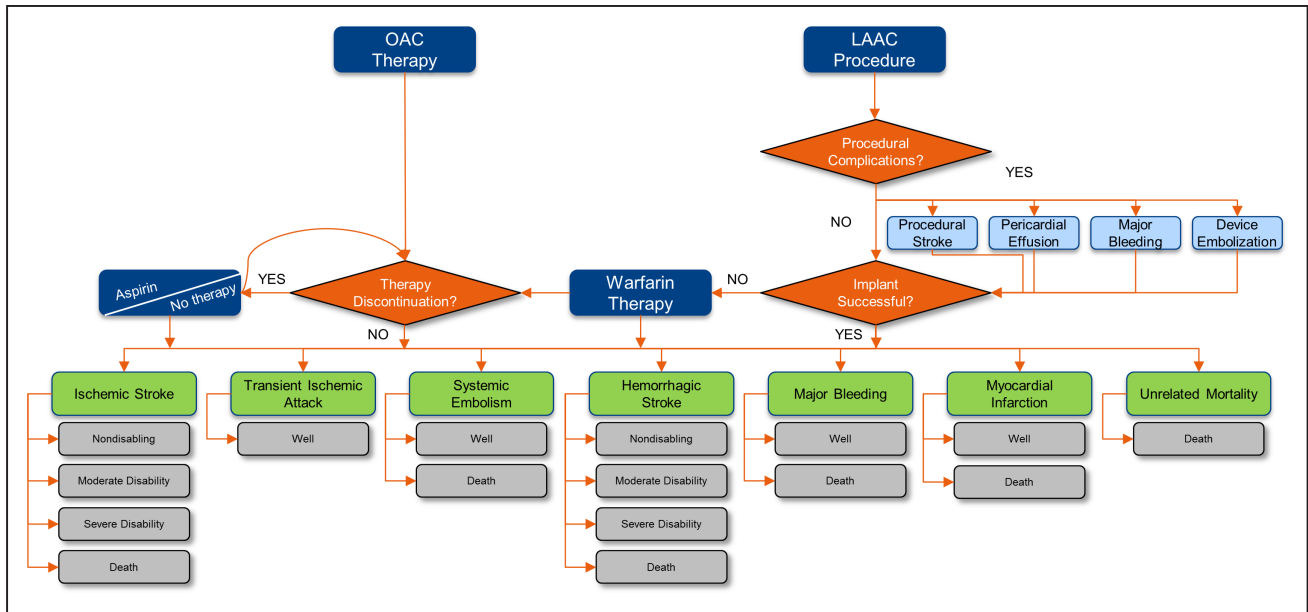 OAC
Therapy
LAAC
Procedure
Procedural
Complications?
YES
NO
Procedural
Stroke
Pericardial
Effusion
Major
Bleeding
Device
Embolization
Aspirin
No therapy
YES
Therapy
Discontinuation?
Warfarin
Therapy
NO
Implant
Successful?
NO
YES
Ischemic Stroke
Transient Ischemic
Attack
Systemic
Embolism
Hemorrhagic
Stroke
Major Bleeding
Myocardial
Infarction
Unrelated Mortality
Nondisabling
Well
Well
Nondisabling
Well
Well
Death
Moderate Disability
Death
Moderate Disability
Death
Death
Severe Disability
Severe Disability
Death
Death